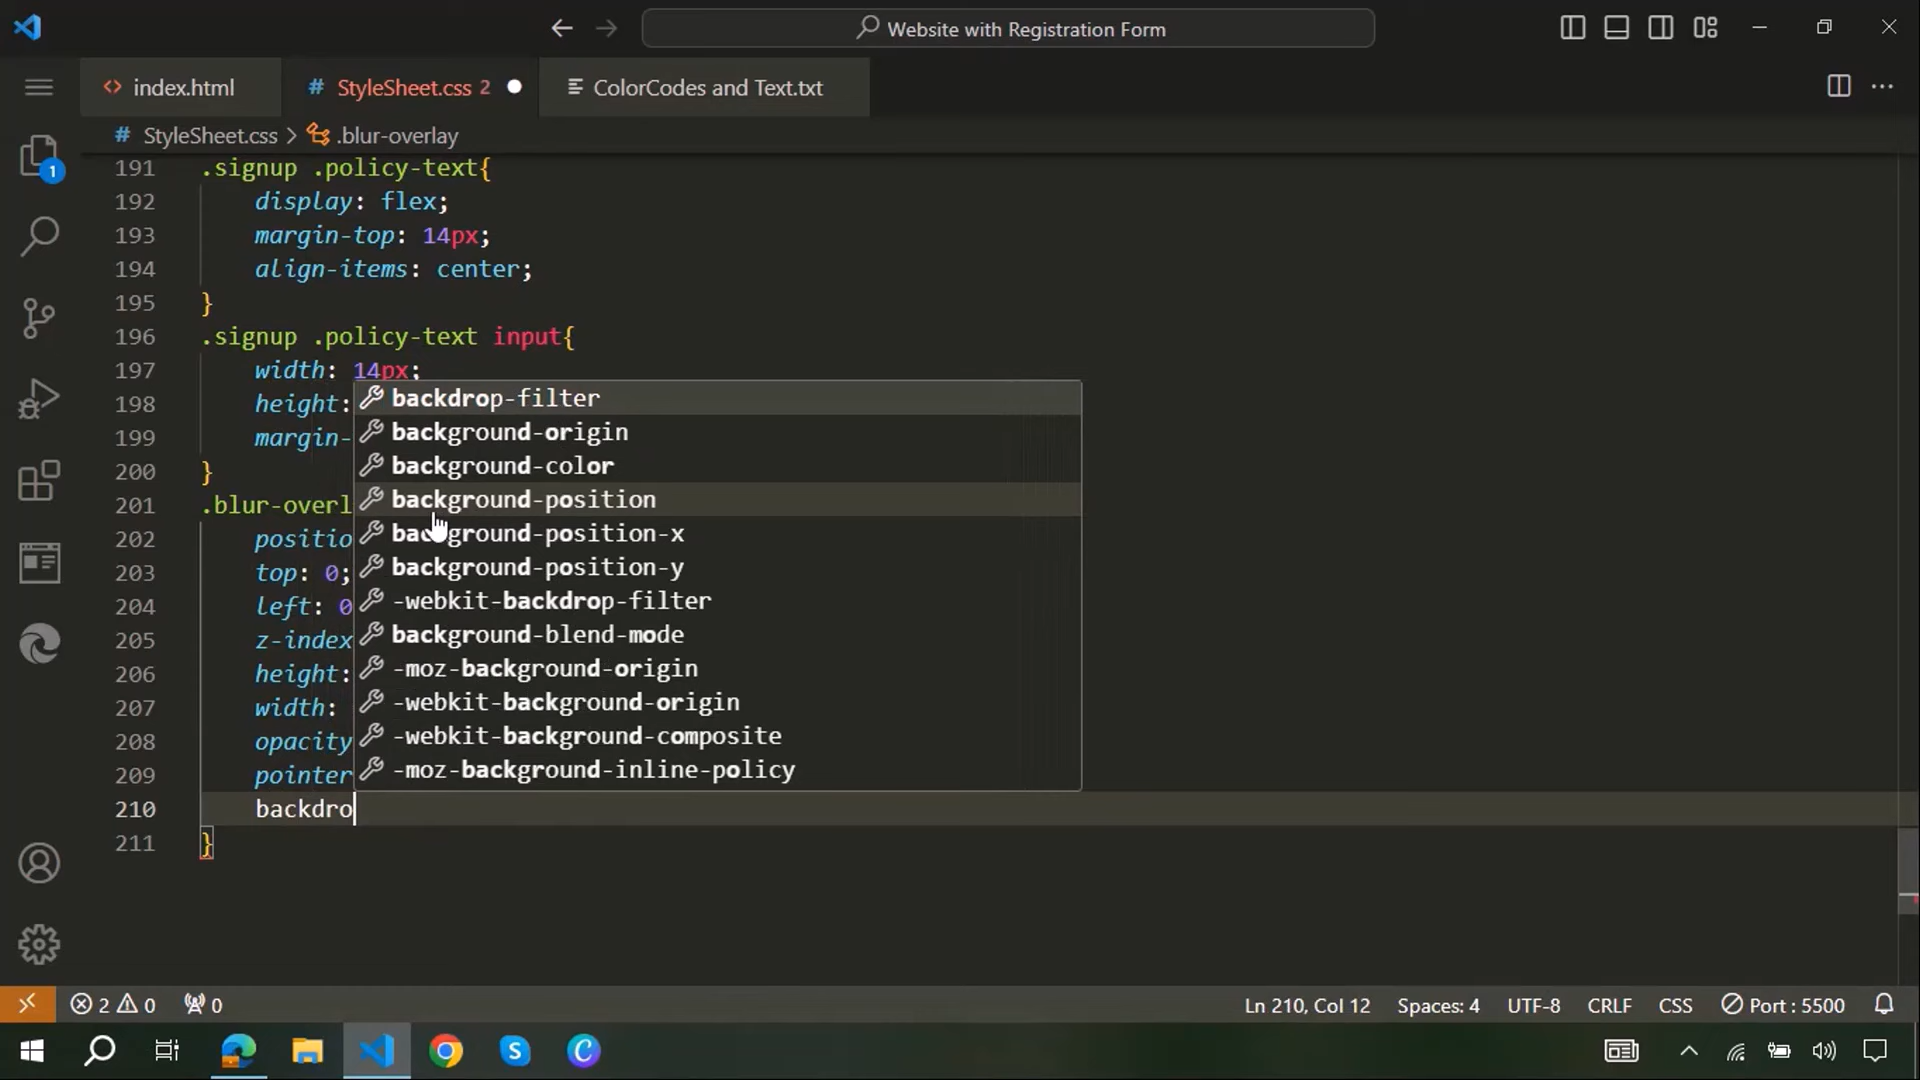 Website with Registration Form
index.html
# StyleSheet.css 2
ColorCodes and Text.txt
# StyleSheet.css > .blur-overlay
191 .signup .policy-text{
192 display: flex;
193 margin-top: 14px;
194 align-items: center;
195 }
196 .signup .policy-text input{
197 width: 14px;
198 height:
199 margin-
200 }
201 .blur-overl
202 positio
203 top: 0;
204 left: 0
205 z-index
206 height:
207 width:
208 opacity
209 pointer
210 backdro
211 }
backdrop-filter
background-origin
background-color
background-position
background-position-x
background-position-y
-webkit-backdrop-filter
background-blend-mode
-moz-background-origin
-webkit-background-origin
-webkit-background-composite
-moz-background-inline-policy
1
2 0 0 Ln 210, Col 12 Spaces: 4 UTF-8 CRLF CSS Port : 5500